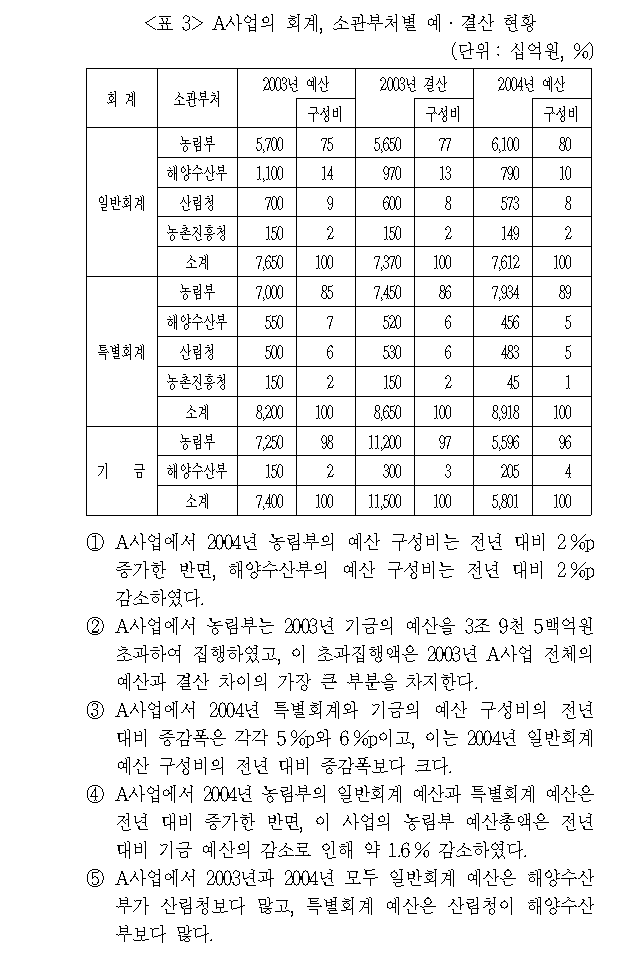 <표 3> A사업의 회계, 소관부처별 예·결산 현황
(단위 : 십억원, %)
회 계 소관부처 2003년 예산 2003년 결산 2004년 예산
구성비 구성비 구성비
일반회계
농림부 5,700 75 5,650 77 6,100 80
해양수산부 1,100 14 970 13 790 10
산림청 700 9 600 8 573 8
농촌진흥청 150 2 150 2 149 2
소계 7,650 100 7,370 100 7,612 100
특별회계
농림부 7,000 85 7,450 86 7,934 89
해양수산부 550 7 520 6 456 5
산림청 500 6 530 6 483 5
농촌진흥청 150 2 150 2 45 1
소계 8,200 100 8,650 100 8,918 100
기 금
농림부 7,250 98 11,200 97 5,596 96
해양수산부 150 2 300 3 205 4
소계 7,400 100 11,500 100 5,801 100
① A사업에서 2004년 농림부의 예산 구성비는 전년 대비 2%p
증가한 반면, 해양수산부의 예산 구성비는 전년 대비 2%p
감소하였다.
② A사업에서 농림부는 2003년 기금의 예산을 3조 9천 5백억원
초과하여 집행하였고, 이 초과집행액은 2003년 A사업 전체의
예산과 결산 차이의 가장 큰 부분을 차지한다.
③ A사업에서 2004년 특별회계와 기금의 예산 구성비의 전년
대비 증감폭은 각각 5%p와 6%p이고, 이는 2004년 일반회계
예산 구성비의 전년 대비 증감폭보다 크다.
④ A사업에서 2004년 농림부의 일반회계 예산과 특별회계 예산은
전년 대비 증가한 반면, 이 사업의 농림부 예산총액은 전년
대비 기금 예산의 감소로 인해 약 1.6% 감소하였다.
⑤ A사업에서 2003년과 2004년 모두 일반회계 예산은 해양수산
부가 산림청보다 많고, 특별회계 예산은 산림청이 해양수산
부보다 많다.